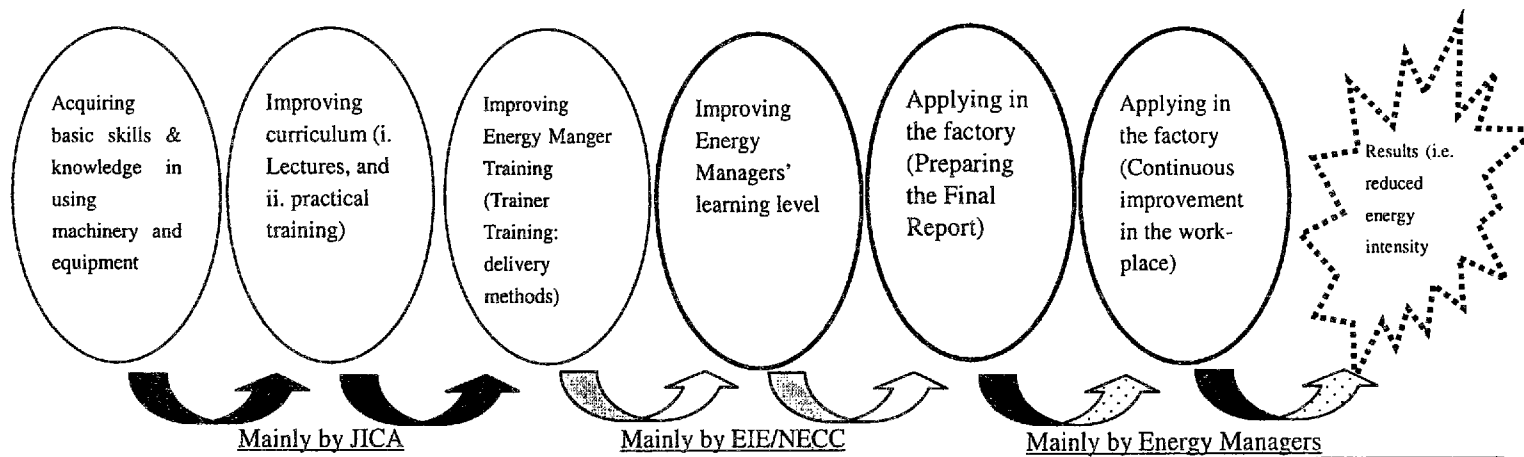 Acquiring
basic skills &
knowledge in
using
machinery and
equipment
Improving
curriculum (i.
Lectures, and
ii. practical
training)
Improving
Energy Manger
Training
(Trainer
Training:
delivery
methods)
Improving
Energy
Managers'
learning level
Applying in
the factory
(Preparing
the Final
Report)
Applying in
the factory
(Continuous
improvement
in the work-
place)
Results (i.e.
reduced
energy
intensity
Mainly by JICA
Mainly by EIE/NECC
Mainly by Energy Managers